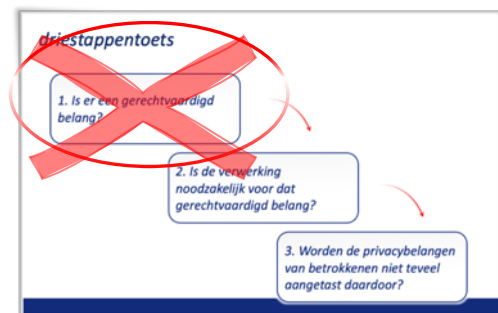 driestappentoets
1. Is er een gerechtvaardigd
belang?
2. Is de verwerking
noodzakelijk voor dat
gerechtvaardigd belang?
3. Worden de privacybelangen
van betrokkenen niet teveel
aangetast daardoor?